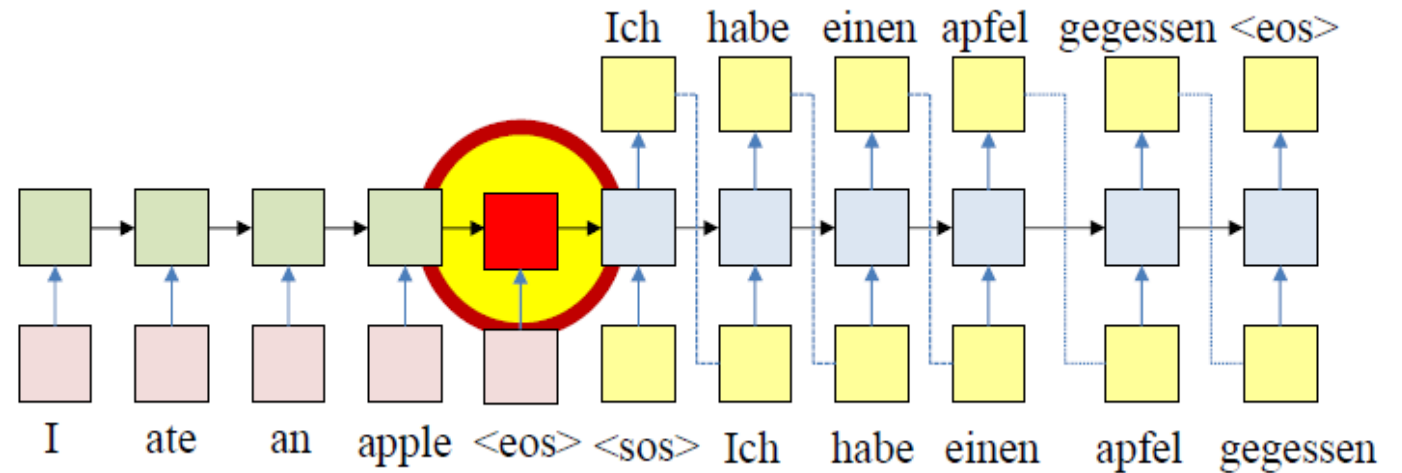 Ich habe einen apfel gegessen <eos>
I ate an apple <eos> <sos> Ich habe einen apfel gegessen